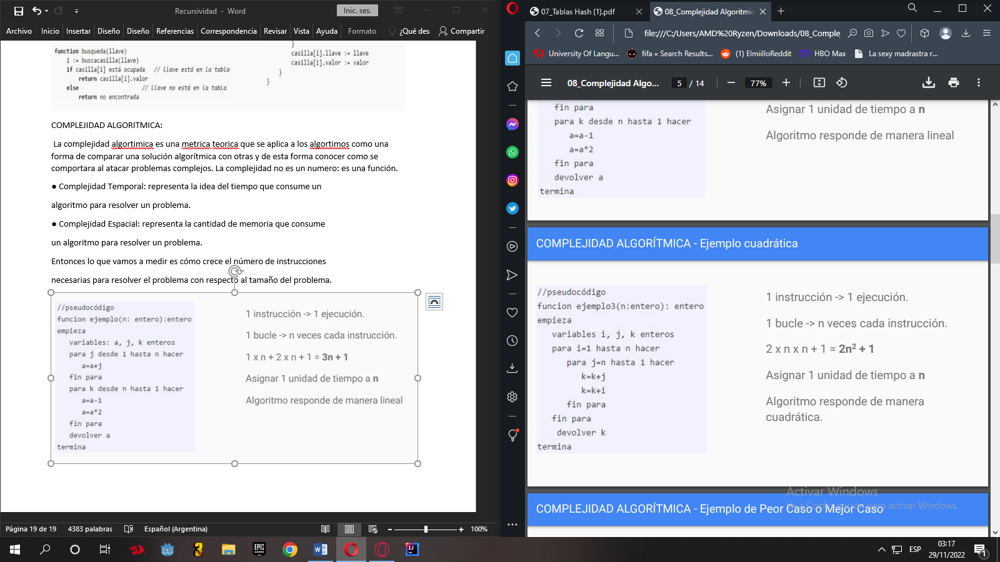 Recursividad - Word
Inic. ses.
Archivo Inicio Insertar Diseño Diseño Referencias Correspondencia Revisar Vista Ayuda Formato ¿Qué des Compartir
function busqueda(llave)
i := buscacasilla(llave)
if casilla[i] está ocupada // llave está en la tabla
return casilla[i].valor
else // llave no está en la tabla
return no encontrada
}
casilla[i].llave := llave
casilla[i].valor := valor
}
}
COMPLEJIDAD ALGORITMICA:
La complejidad algortimica es una metrica teorica que se aplica a los algortimos como una
forma de comparar una solución algorítmica con otras y de esta forma conocer como se
comportara al atacar problemas complejos. La complejidad no es un numero: es una función.
● Complejidad Temporal: representa la idea del tiempo que consume un
algoritmo para resolver un problema.
● Complejidad Espacial: representa la cantidad de memoria que consume
un algoritmo para resolver un problema.
Entonces lo que vamos a medir es cómo crece el número de instrucciones
necesarias para resolver el problema con respecto al tamaño del problema.
//pseudocódigo
funcion ejemplo(n: entero):entero
empieza
variables: a, j, k enteros
para j desde 1 hasta n hacer
a=a+j
fin para
para k desde n hasta 1 hacer
a=a-1
a=a*2
fin para
devolver a
termina
1 instrucción -> 1 ejecución.
1 bucle -> n veces cada instrucción.
1 x n + 2 x n + 1 = 3n + 1
Asignar 1 unidad de tiempo a n
Algoritmo responde de manera lineal
Página 19 de 19 4383 palabras Español (Argentina) 100%
07_Tablas Hash (1).pdf
08_Complejidad Algoritmic
file:///C:/Users/AMD%20Ryzen/Downloads/08_Comple
University Of Langu... fifa « Search Results... (1) ElmiilloReddit HBO Max La sexy madrastra r...
08_Complejidad Algo... 5 / 14 77%
fin para
para k desde n hasta 1 hacer
a=a-1
a=a*2
fin para
devolver a
termina
Asignar 1 unidad de tiempo a n
Algoritmo responde de manera lineal
COMPLEJIDAD ALGORÍTMICA - Ejemplo cuadrática
//pseudocódigo
funcion ejemplo3(n:entero): entero
empieza
variables i, j, k enteros
para i=1 hasta n hacer
para j=n hasta 1 hacer
k=k+j
k=k+i
fin para
fin para
devolver k
termina
1 instrucción -> 1 ejecución.
1 bucle -> n veces cada instrucción.
2 x n x n + 1 = 2n² + 1
Asignar 1 unidad de tiempo a n
Algoritmo responde de manera
cuadrática.
Activar Windows
Ve a Configuración para activar Windows.
COMPLEJIDAD ALGORÍTMICA - Ejemplo de Peor Caso o Mejor Caso
3
EPIC
GAMES
W
IJ
ESP
03:17
29/11/2022
1